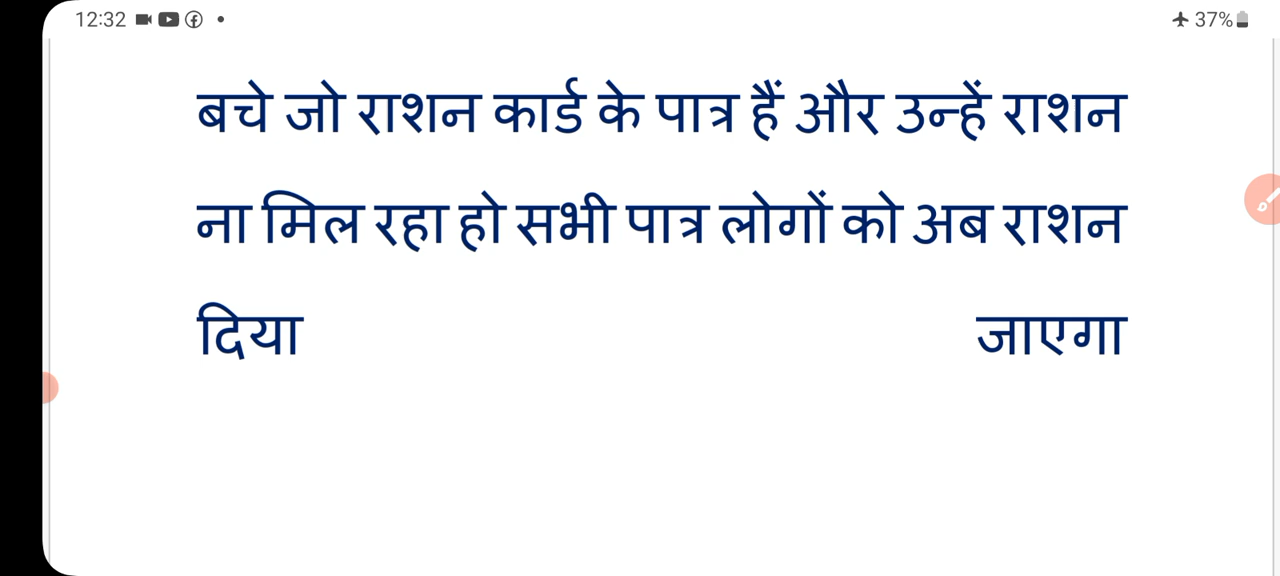 12:32
37%
बचे जो राशन कार्ड के पात्र हैं और उन्हें राशन
ना मिल रहा हो सभी पात्र लोगों को अब राशन
दिया जाएगा